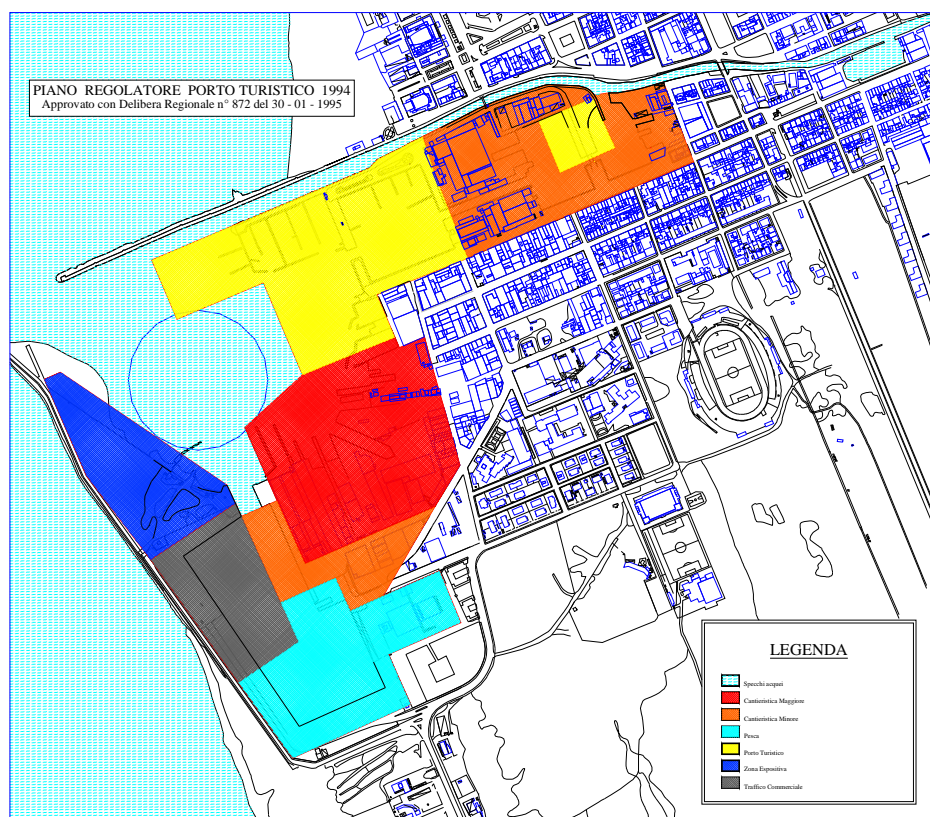 PIANO REGOLATORE PORTO TURISTICO 1994
Approvato con Delibera Regionale n° 872 del 30 - 01 - 1995
LEGENDA
Specchi acquei
Cantieristica Maggiore
Cantieristica Minore
Pesca
Porto Turistico
Zona Espositiva
Traffico Commerciale